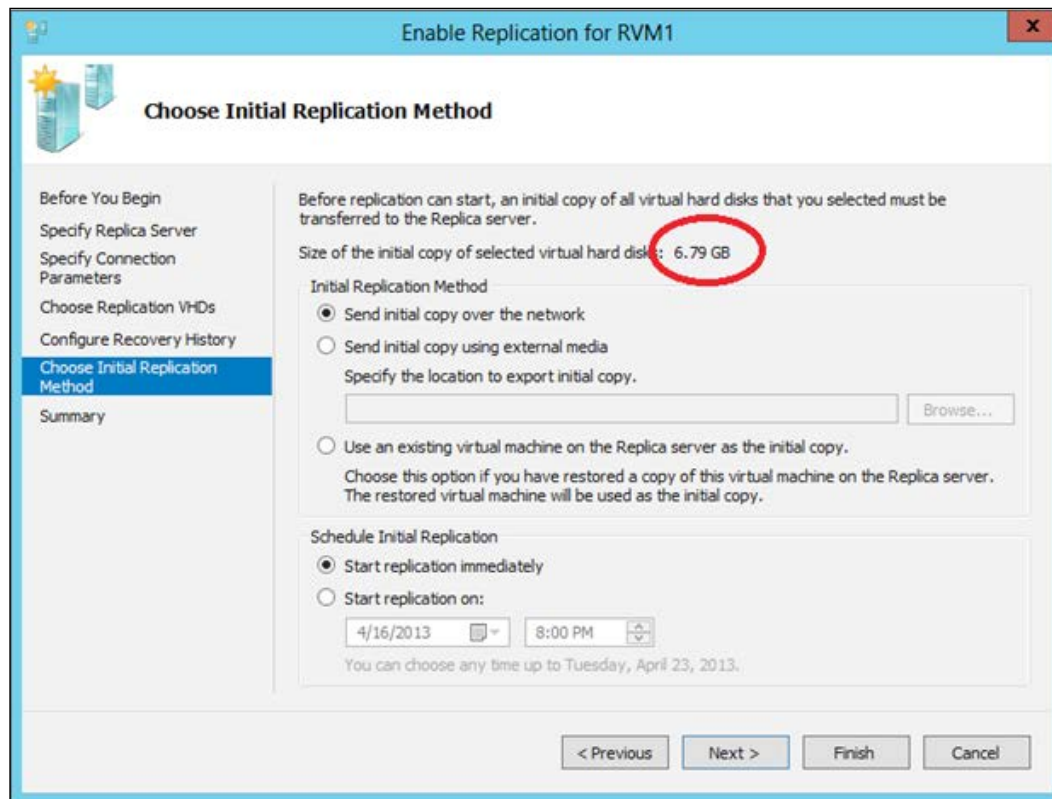 Enable Replication for RVM1
x
Choose Initial Replication Method
Before You Begin
Specify Replica Server
Specify Connection
Parameters
Choose Replication VHDs
Configure Recovery History
Choose Initial Replication
Method
Summary
Before replication can start, an initial copy of all virtual hard disks that you selected must be
transferred to the Replica server.
Size of the initial copy of selected virtual hard disks: 6.79 GB
Initial Replication Method
Send initial copy over the network
Send initial copy using external media
Specify the location to export initial copy.
Browse...
Use an existing virtual machine on the Replica server as the initial copy.
Choose this option if you have restored a copy of this virtual machine on the Replica server.
The restored virtual machine will be used as the initial copy.
Schedule Initial Replication
Start replication immediately
Start replication on:
4/16/2013 8:00 PM
You can choose any time up to Tuesday, April 23, 2013.
< Previous Next > Finish Cancel